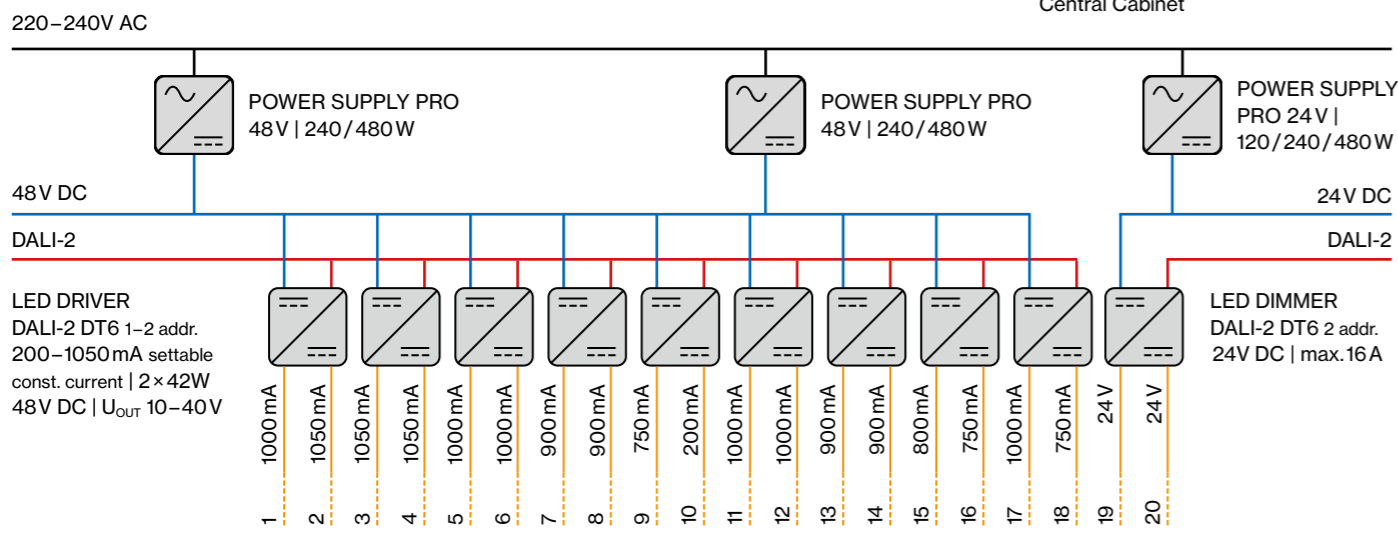 Central Cabinet
220–240V AC
POWER SUPPLY PRO
48V | 240/480W
POWER SUPPLY PRO
48V | 240/480W
POWER SUPPLY
PRO 24V |
120/240/480W
48V DC
24V DC
DALI-2
DALI-2
LED DRIVER
DALI-2 DT6 1–2 addr.
200–1050mA settable
const. current | 2×42W
48V DC | UOUT 10–40V
LED DIMMER
DALI-2 DT6 2 addr.
24V DC | max.16A
1000mA
1050mA
1050mA
1050mA
1000mA
1000mA
900mA
900mA
750mA
200mA
1000mA
1000mA
900mA
900mA
800mA
750mA
1000mA
750mA
24V
24V
1
2
3
4
5
6
7
8
9
10
11
12
13
14
15
16
17
18
19
20